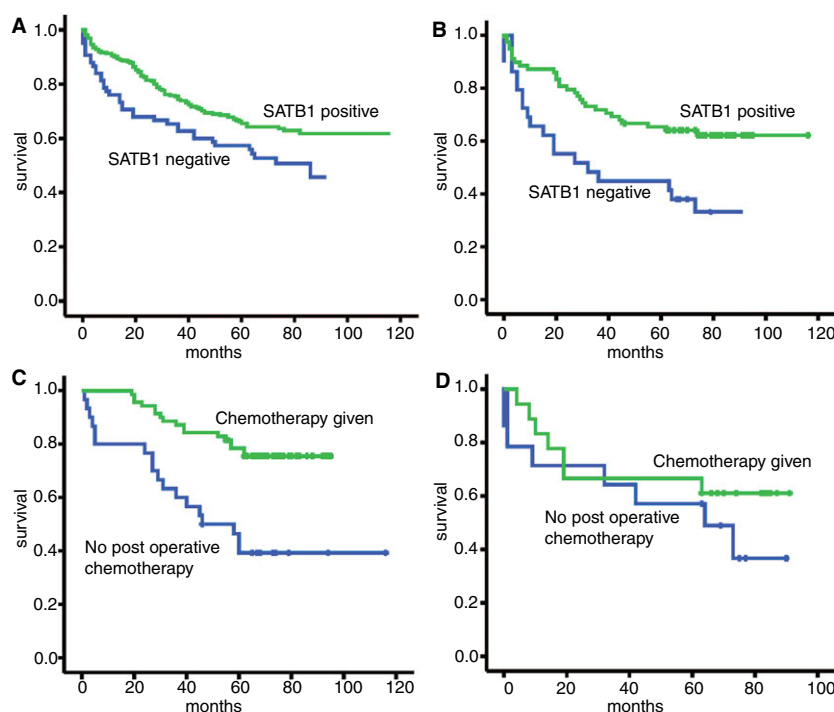 A
1.0
0.8
0.6
0.4
0.2
0.0
survival
SATB1 positive
SATB1 negative
0 20 40 60 80 100 120
months
B
1.0
0.8
0.6
0.4
0.2
0.0
survival
SATB1 positive
SATB1 negative
0 20 40 60 80 100 120
months
C
1.0
0.8
0.6
0.4
0.2
0.0
survival
Chemotherapy given
No post operative
chemotherapy
0 20 40 60 80 100 120
months
D
1.0
0.8
0.6
0.4
0.2
0.0
survival
Chemotherapy given
No post operative
chemotherapy
0 20 40 60 80 100
months